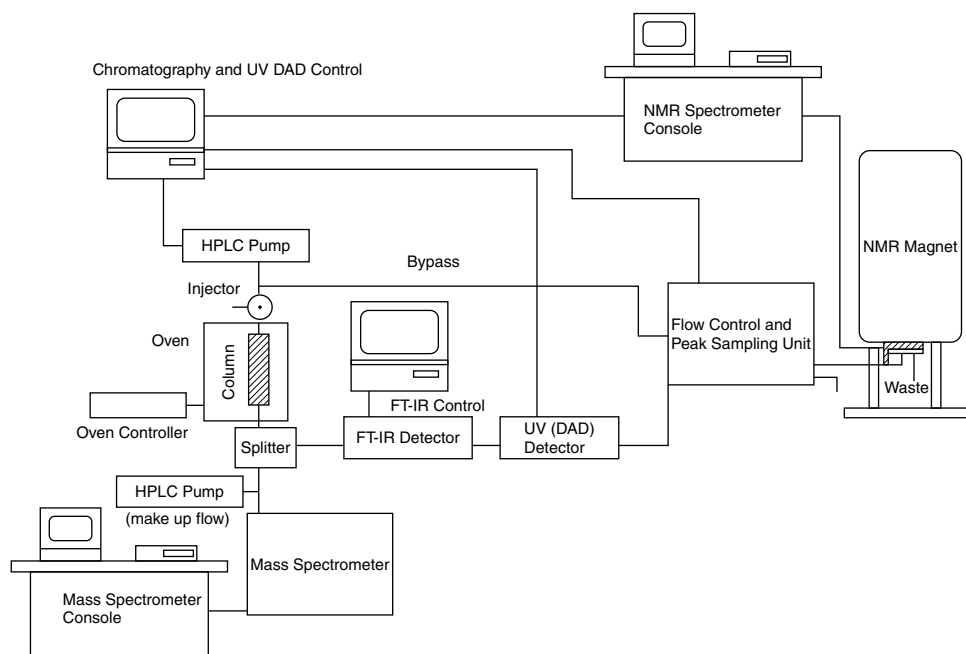 Chromatography and UV DAD Control
NMR Spectrometer
Console
HPLC Pump
NMR Magnet
Bypass
Injector
Flow Control and
Peak Sampling Unit
Oven
Column
Waste
FT-IR Control
Oven Controller
Splitter
FT-IR Detector
UV (DAD)
Detector
HPLC Pump
(make up flow)
Mass Spectrometer
Mass Spectrometer
Console